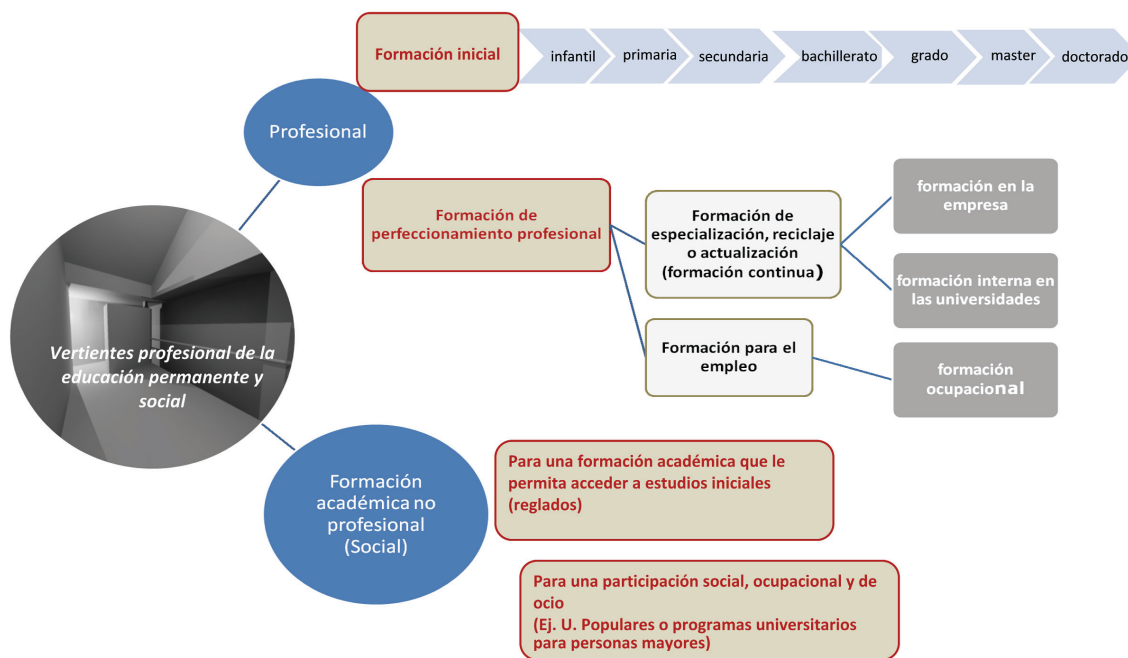 Formación inicial
infantil
primaria
secundaria
bachillerato
grado
master
doctorado
Profesional
Formación de
perfeccionamiento profesional
Formación de
especialización, reciclaje
o actualización
(formación continua)
formación en la
empresa
formación interna en
las universidades
Formación para el
empleo
formación
ocupacional
Vertientes profesional de la
educación permanente y
social
Formación
académica no
profesional
(Social)
Para una formación académica que le
permita acceder a estudios iniciales
(reglados)
Para una participación social, ocupacional y de
ocio
(Ej. U. Populares o programas universitarios
para personas mayores)